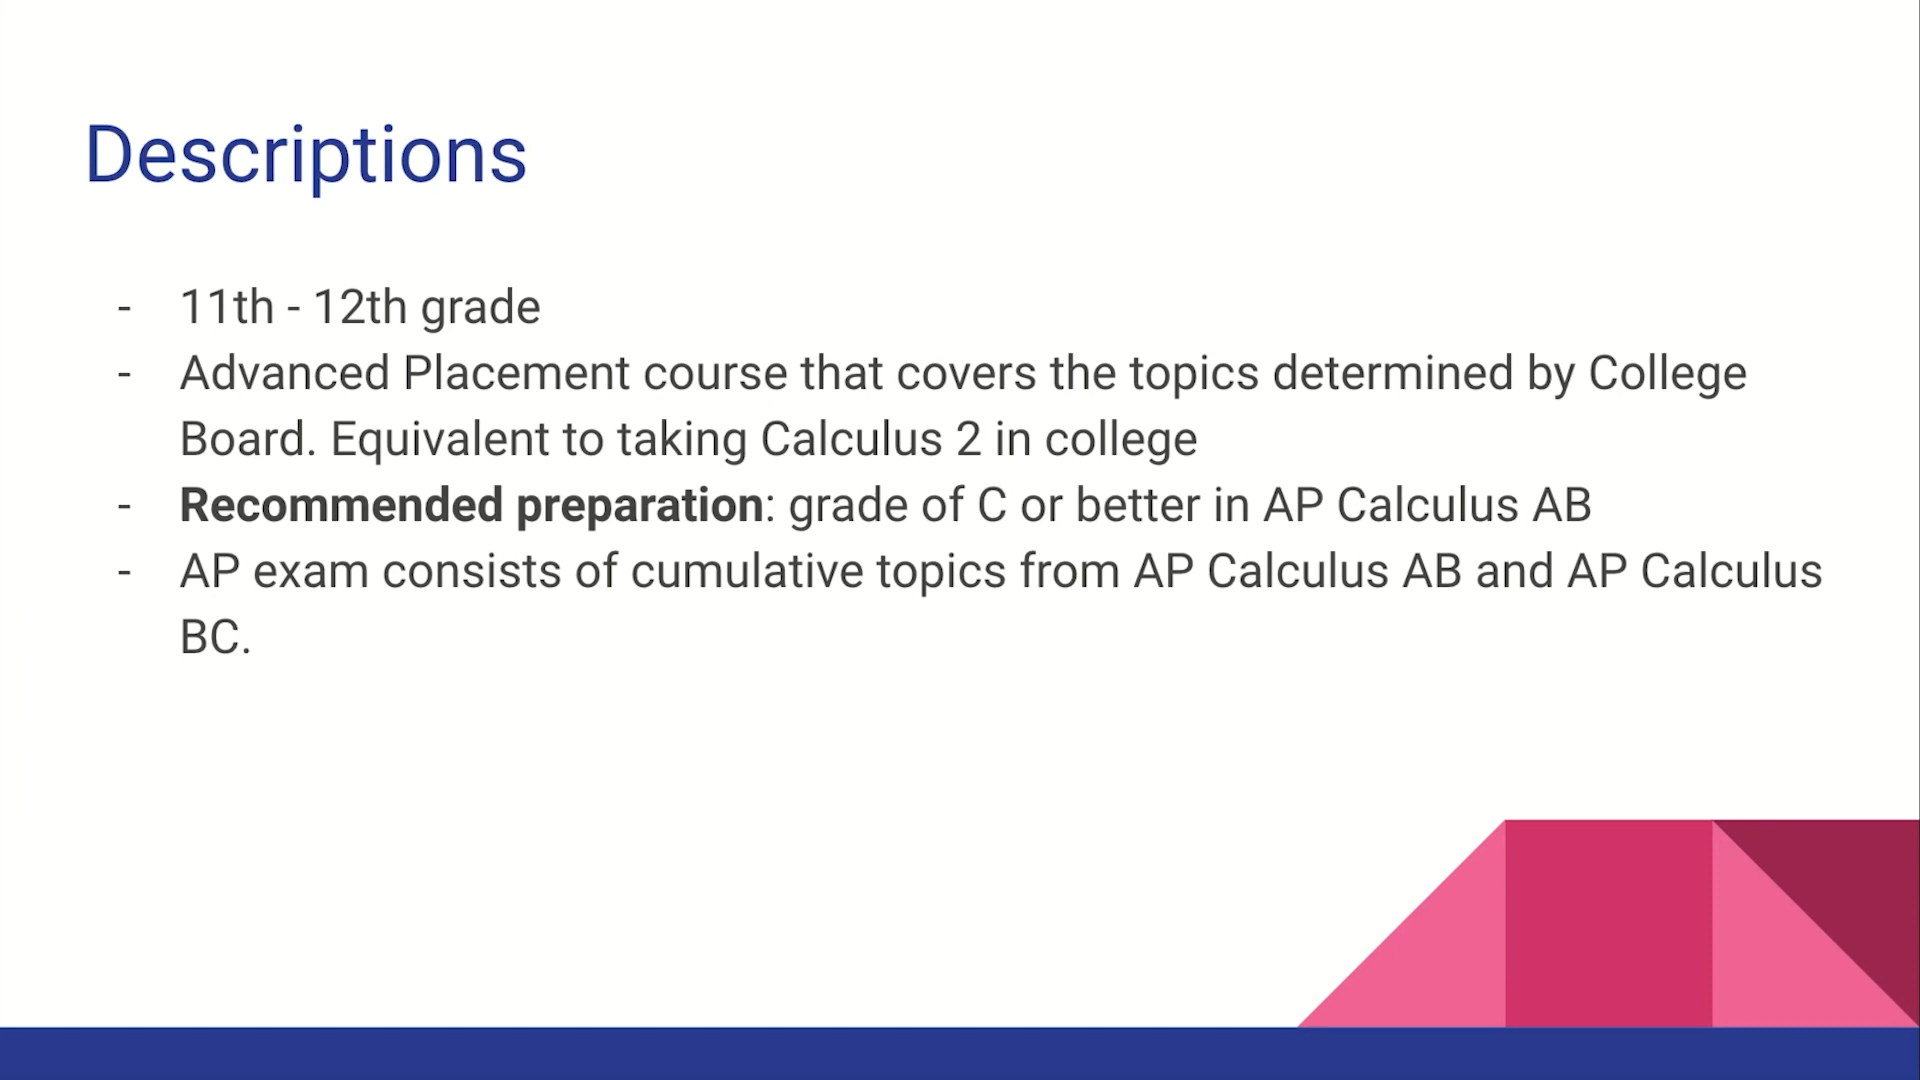 Descriptions
- 11th - 12th grade
- Advanced Placement course that covers the topics determined by College
Board. Equivalent to taking Calculus 2 in college
- Recommended preparation: grade of C or better in AP Calculus AB
- AP exam consists of cumulative topics from AP Calculus AB and AP Calculus
BC.